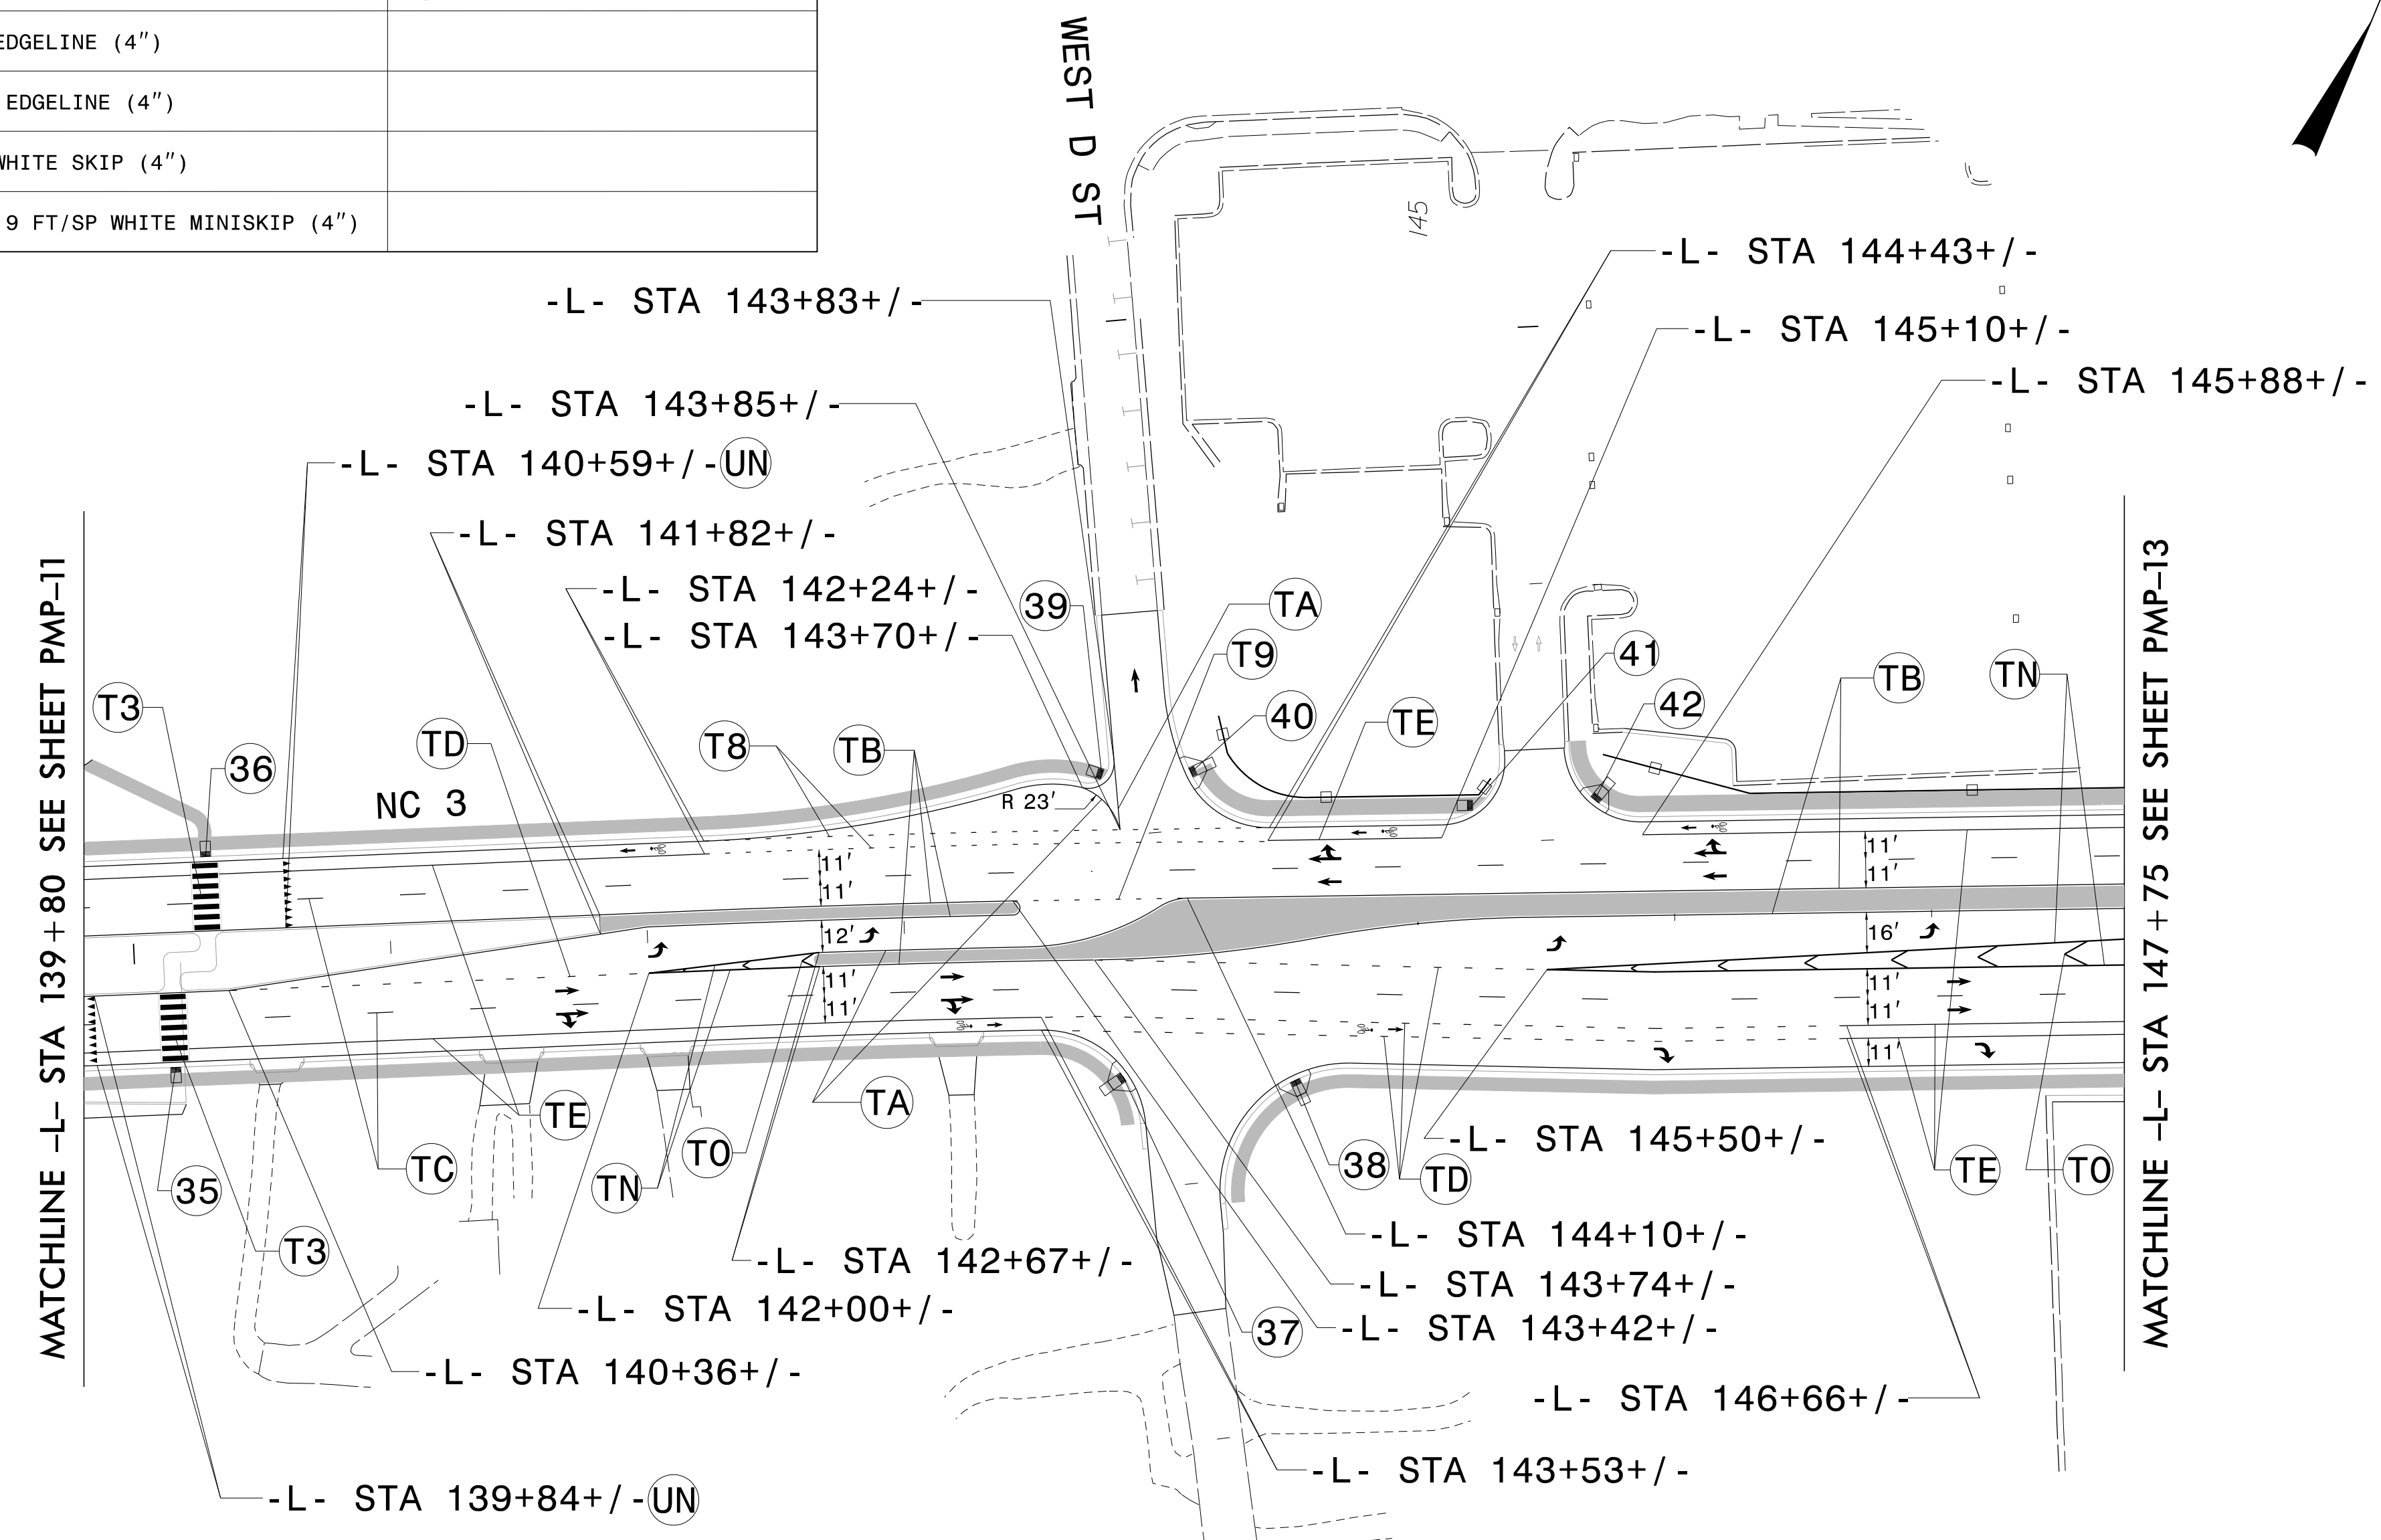 EDGELINE (4")
EDGELINE (4")
WHITE SKIP (4")
9 FT/SP WHITE MINISKIP (4")
WEST D ST
145
-L- STA 144+43+/-
-L- STA 143+83+/-
-L- STA 145+10+/-
-L- STA 145+88+/-
-L- STA 143+85+/-
-L- STA 140+59+/- UN
-L- STA 141+82+/-
-L- STA 142+24+/-
-L- STA 143+70+/-
39
TA
T9
41
TB
TN
T3
42
40
TE
TD
T8
TB
36
NC 3
R 23'
11'
11'
11'
11'
12'
16'
11'
11'
11'
11'
11'
MATCHLINE -L- STA 139+80 SEE SHEET PMP-11
MATCHLINE -L- STA 147+75 SEE SHEET PMP-13
TA
TE
TO
TC
TN
35
T3
38
TD
-L- STA 145+50+/-
TE
TO
-L- STA 144+10+/-
-L- STA 142+67+/-
-L- STA 143+74+/-
-L- STA 142+00+/-
37
-L- STA 143+42+/-
-L- STA 140+36+/-
-L- STA 146+66+/-
-L- STA 143+53+/-
-L- STA 139+84+/- UN